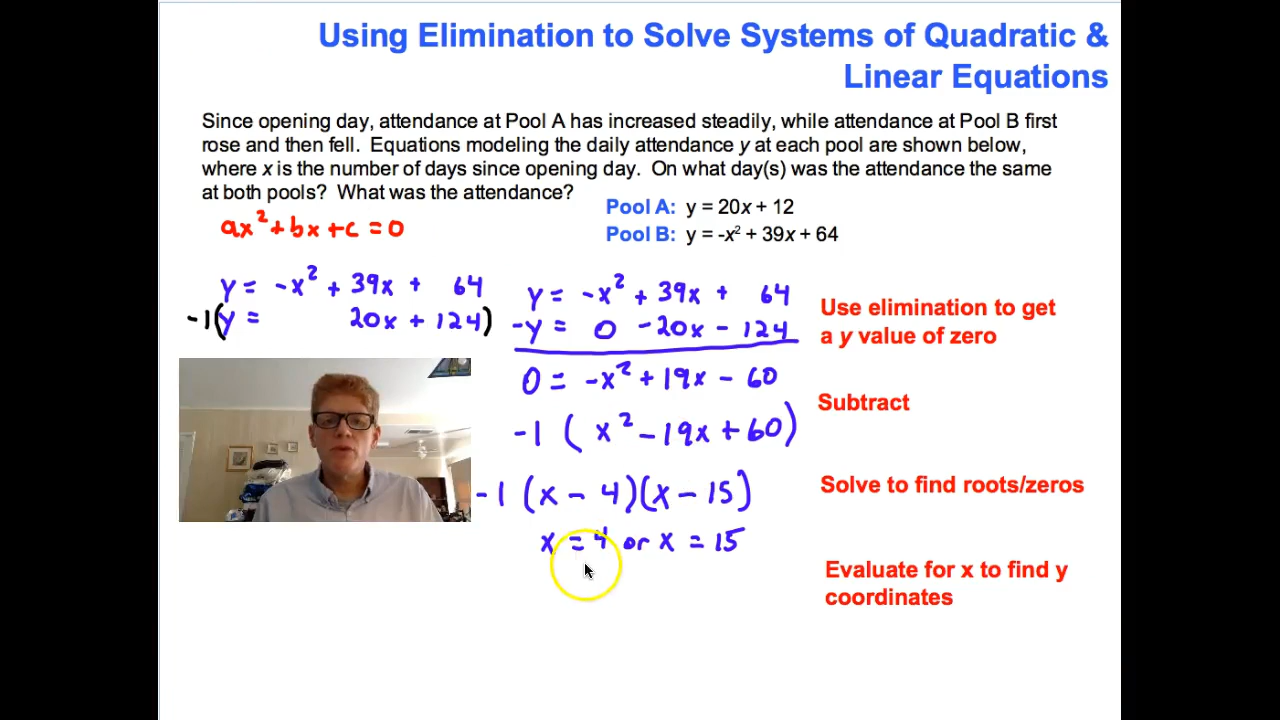 Using Elimination to Solve Systems of Quadratic &
Linear Equations
Since opening day, attendance at Pool A has increased steadily, while attendance at Pool B first
rose and then fell. Equations modeling the daily attendance y at each pool are shown below,
where x is the number of days since opening day. On what day(s) was the attendance the same
at both pools? What was the attendance?
Pool A: y = 20x + 12
Pool B: y = -x² + 39x + 64
ax² + bx + c = 0
y = -x² + 39x + 64
-1(y = 20x + 124)
y = -x² + 39x + 64
-y = 0 - 20x - 124
0 = -x² + 19x - 60
-1 (x² - 19x + 60)
-1 (x - 4)(x - 15)
x = 4 or x = 15
Use elimination to get
a y value of zero
Subtract
Solve to find roots/zeros
Evaluate for x to find y
coordinates